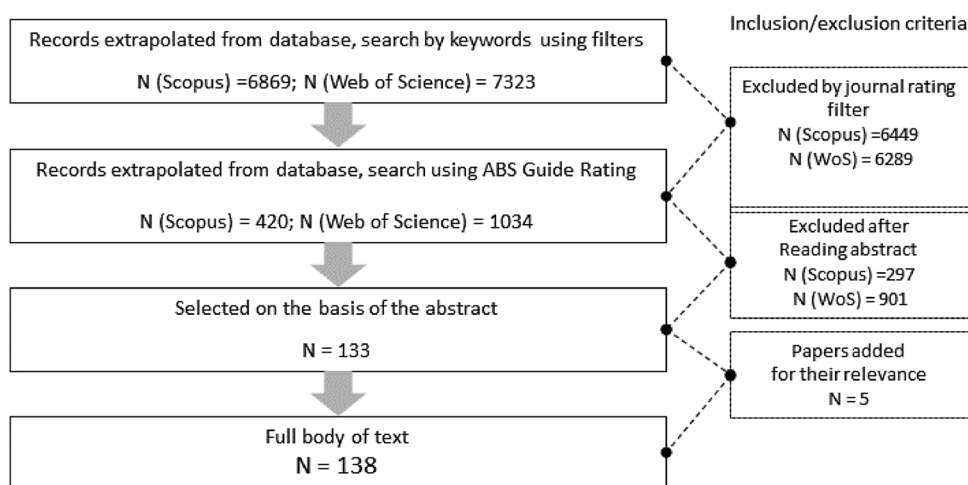 Records extrapolated from database, search by keywords using filters
N (Scopus) =6869; N (Web of Science) = 7323
Records extrapolated from database, search using ABS Guide Rating
N (Scopus) = 420; N (Web of Science) = 1034
Selected on the basis of the abstract
N = 133
Full body of text
N = 138
Inclusion/exclusion criteria
Excluded by journal rating
filter
N (Scopus) =6449
N (WoS) = 6289
Excluded after
Reading abstract
N (Scopus) =297
N (WoS) = 901
Papers added
for their relevance
N = 5